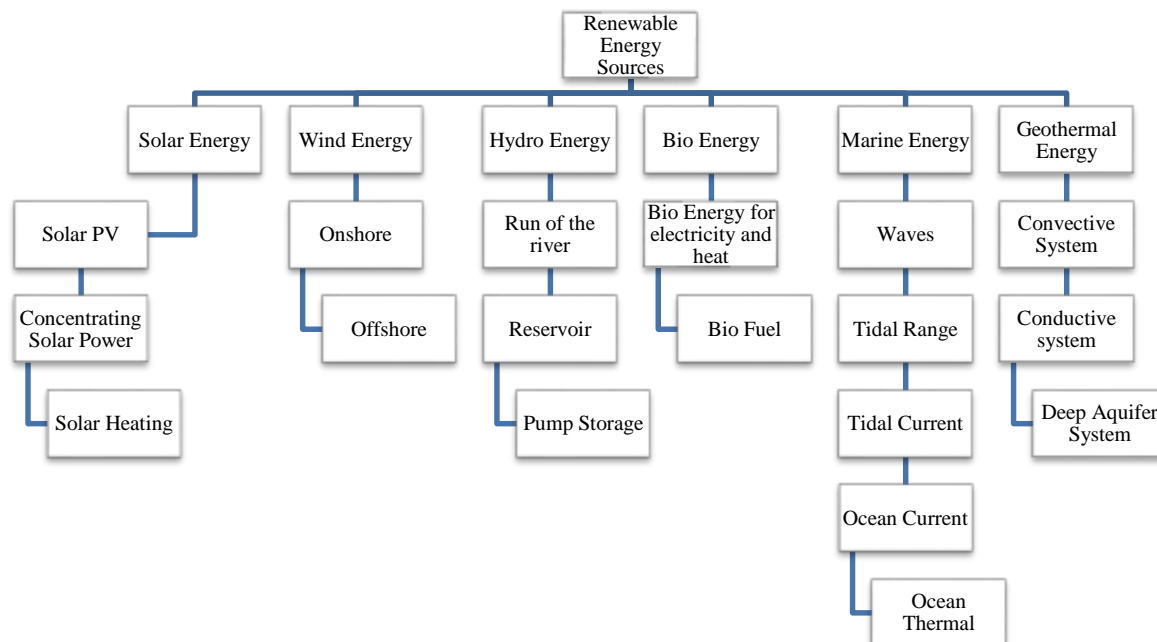 Renewable
Energy
Sources
Solar Energy
Wind Energy
Hydro Energy
Bio Energy
Marine Energy
Geothermal
Energy
Solar PV
Onshore
Run of the
river
Bio Energy for
electricity and
heat
Waves
Convective
System
Concentrating
Solar Power
Offshore
Reservoir
Bio Fuel
Tidal Range
Conductive
system
Solar Heating
Pump Storage
Tidal Current
Deep Aquifer
System
Ocean Current
Ocean
Thermal